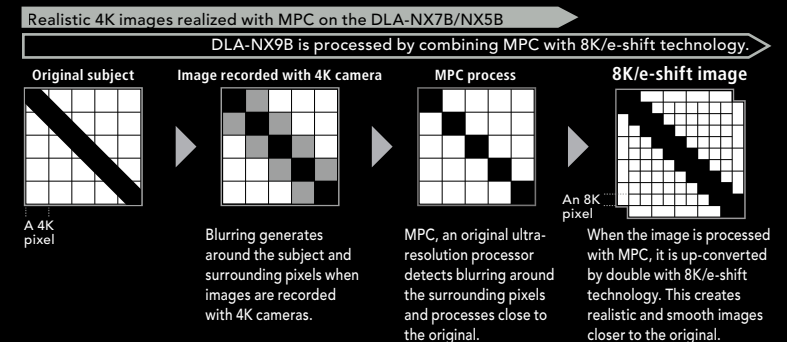 Realistic 4K images realized with MPC on the DLA-NX7B/NX5B
DLA-NX9B is processed by combining MPC with 8K/e-shift technology.
Original subject
Image recorded with 4K camera
MPC process
8K/e-shift image
A 4K
pixel
An 8K
pixel
Blurring generates
around the subject and
surrounding pixels when
images are recorded
with 4K cameras.
MPC, an original ultra-
resolution processor
detects blurring around
the surrounding pixels
and processes close to
the original.
When the image is processed
with MPC, it is up-converted
by double with 8K/e-shift
technology. This creates
realistic and smooth images
closer to the original.